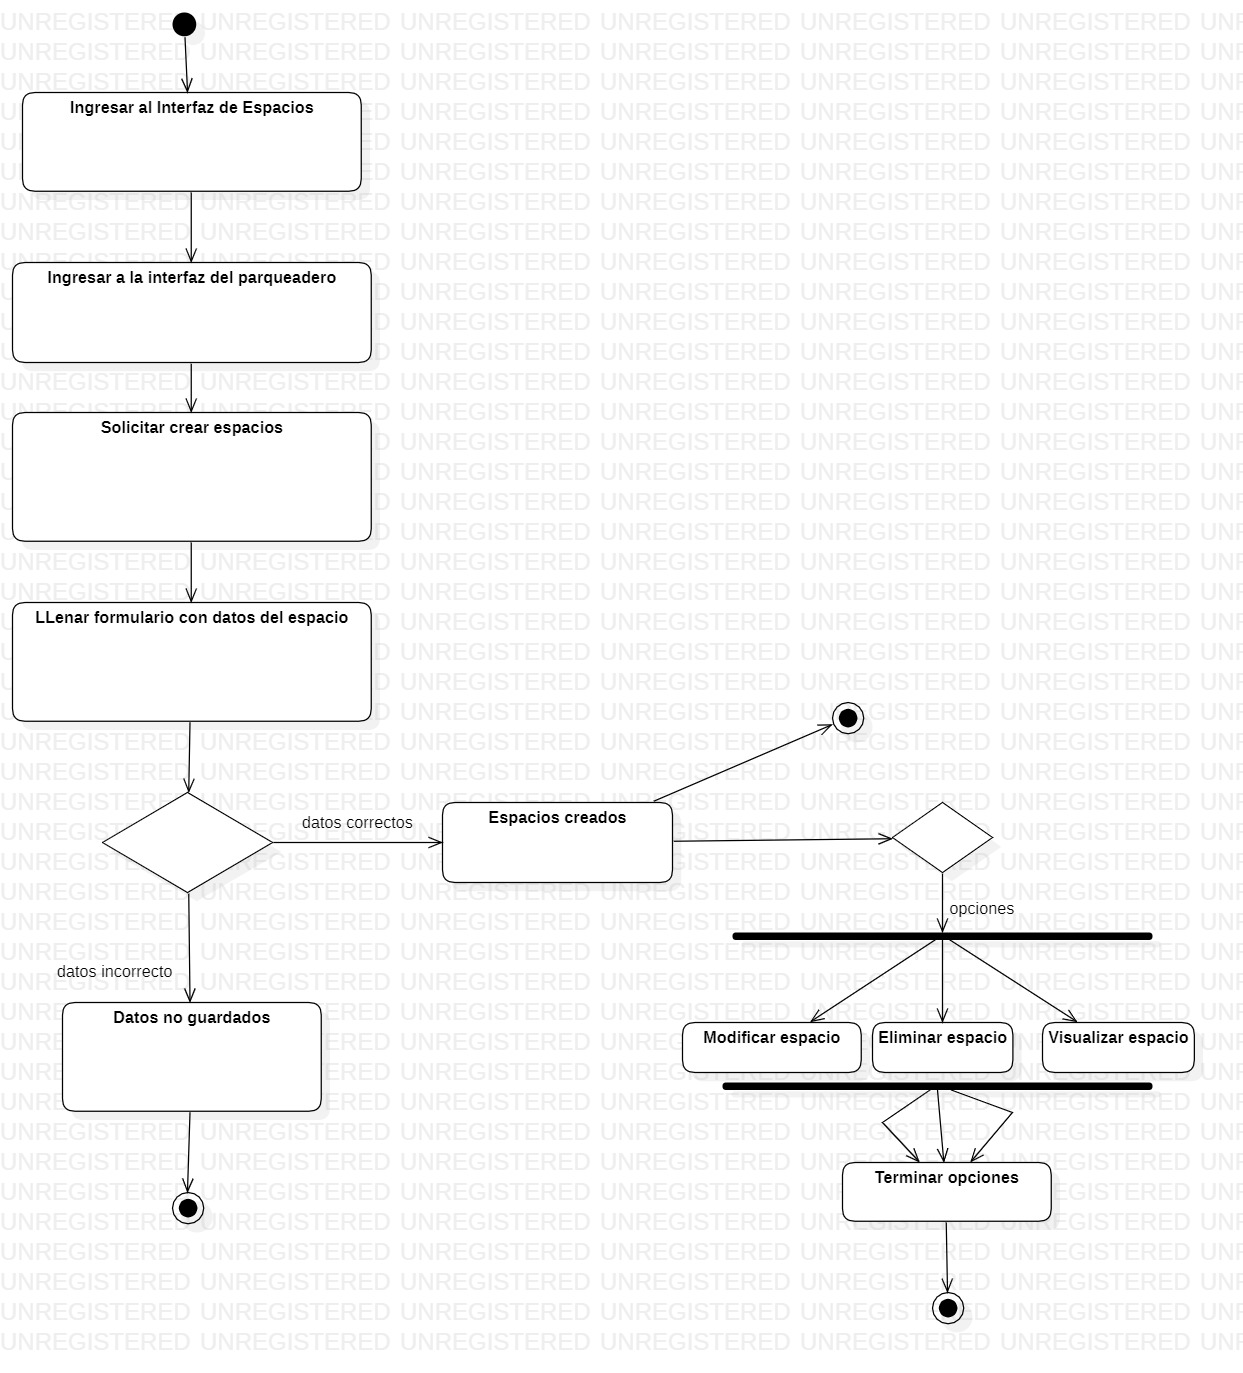 Ingresar al Interfaz de Espacios
Ingresar a la interfaz del parqueadero
Solicitar crear espacios
LLenar formulario con datos del espacio
datos correctos
Espacios creados
opciones
datos incorrecto
Datos no guardados
Modificar espacio
Eliminar espacio
Visualizar espacio
Terminar opciones
UNREGISTERED